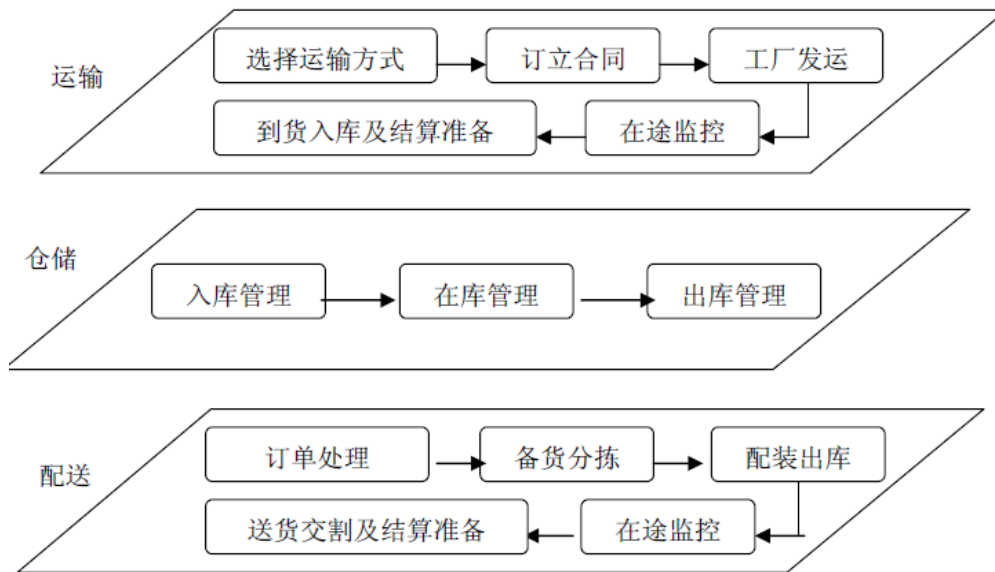 运输
选择运输方式
订立合同
工厂发运
到货入库及结算准备
在途监控
仓储
入库管理
在库管理
出库管理
配送
订单处理
备货分拣
配装出库
送货交割及结算准备
在途监控